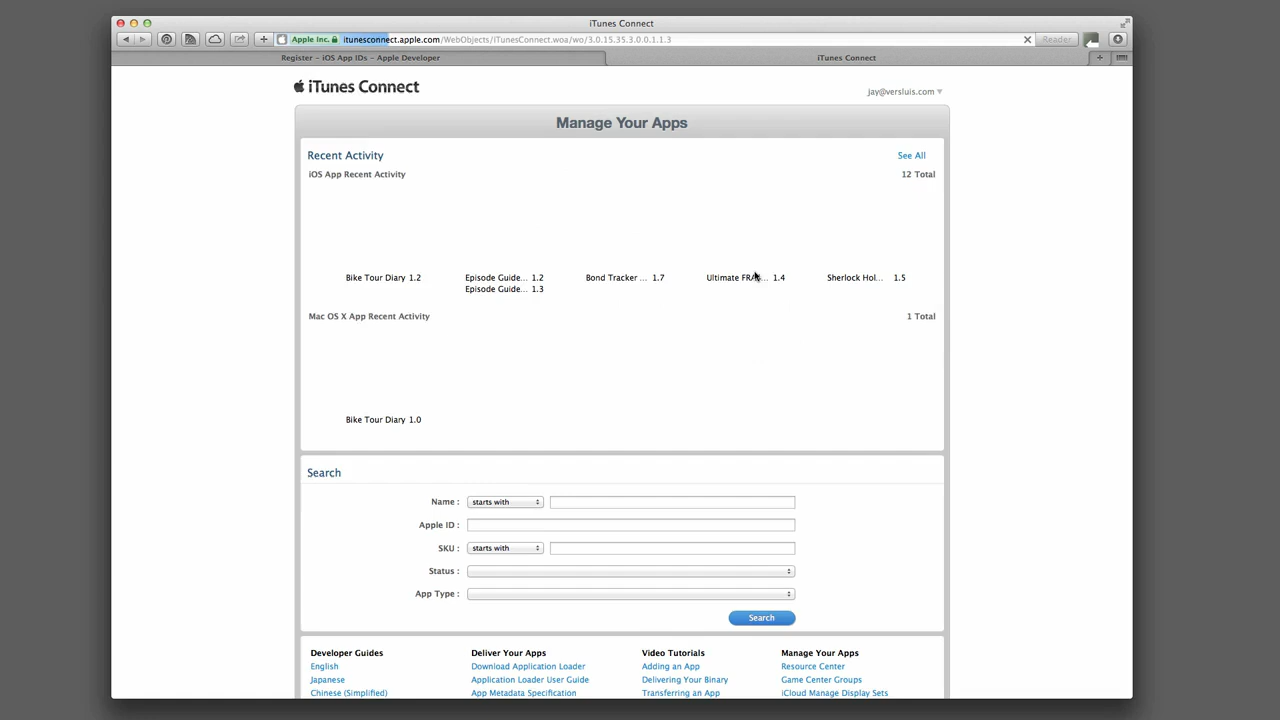 iTunes Connect
Apple Inc. itunesconnect.apple.com/WebObjects/iTunesConnect.woa/wo/3.0.15.35.3.0.0.1.1.3 Reader
Register – iOS App IDs – Apple Developer iTunes Connect
iTunes Connect
jay@versluis.com
Manage Your Apps
Recent Activity See All
iOS App Recent Activity 12 Total
Bike Tour Diary 1.2 Episode Guide... 1.2 Bond Tracker ... 1.7 Ultimate ... 1.4 Sherlock Hol... 1.5
Episode Guide... 1.3
Mac OS X App Recent Activity 1 Total
Bike Tour Diary 1.0
Search
Name : starts with
Apple ID :
SKU : starts with
Status :
App Type :
Search
Developer Guides Deliver Your Apps Video Tutorials Manage Your Apps
English Download Application Loader Adding an App Resource Center
Japanese Application Loader User Guide Delivering Your Binary Game Center Groups
Chinese (Simplified) App Metadata Specification Transferring an App iCloud Manage Display Sets